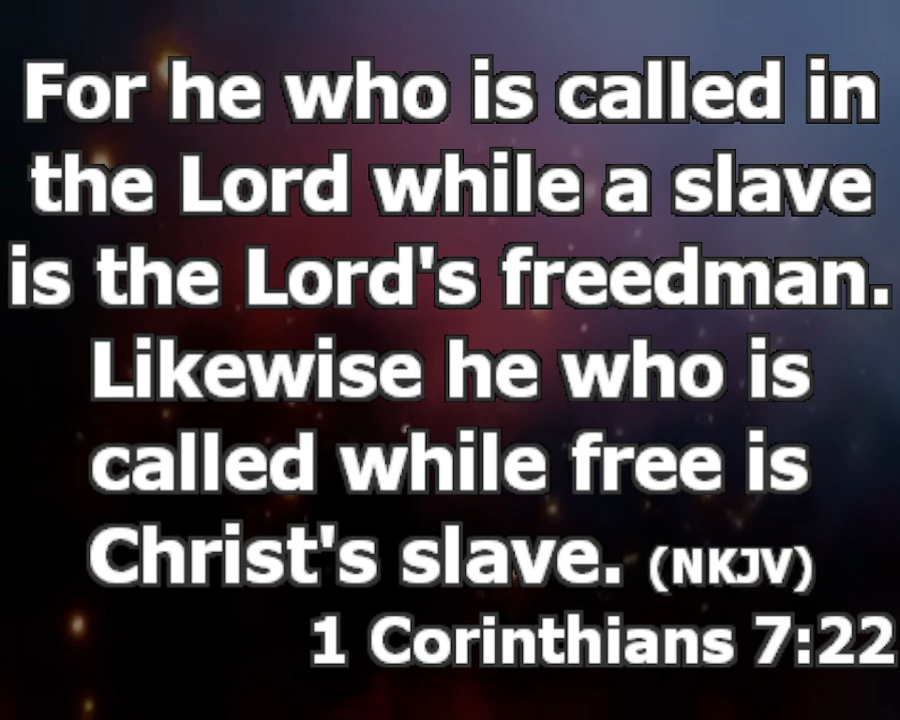 For he who is called in
the Lord while a slave
is the Lord's freedman.
Likewise he who is
called while free is
Christ's slave. (NKJV)
1 Corinthians 7:22